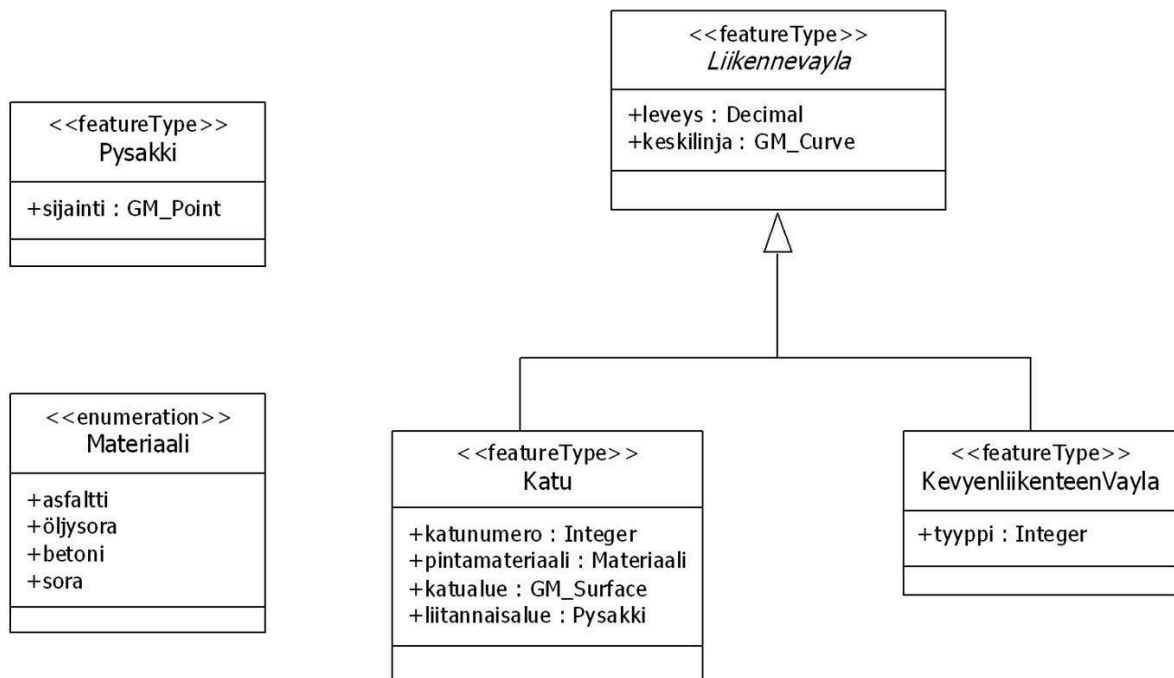 <<featureType>>
Liikennevayla
+leveys : Decimal
+keskilinja : GM_Curve
<<featureType>>
Pysakki
+sijainti : GM_Point
<<enumeration>>
Materiaali
+asfaltti
+öljysora
+betoni
+sora
<<featureType>>
Katu
+katunumero : Integer
+pintamateriaali : Materiaali
+katualue : GM_Surface
+liitannaisalue : Pysakki
<<featureType>>
KevyenliikenteenVayla
+tyyppi : Integer